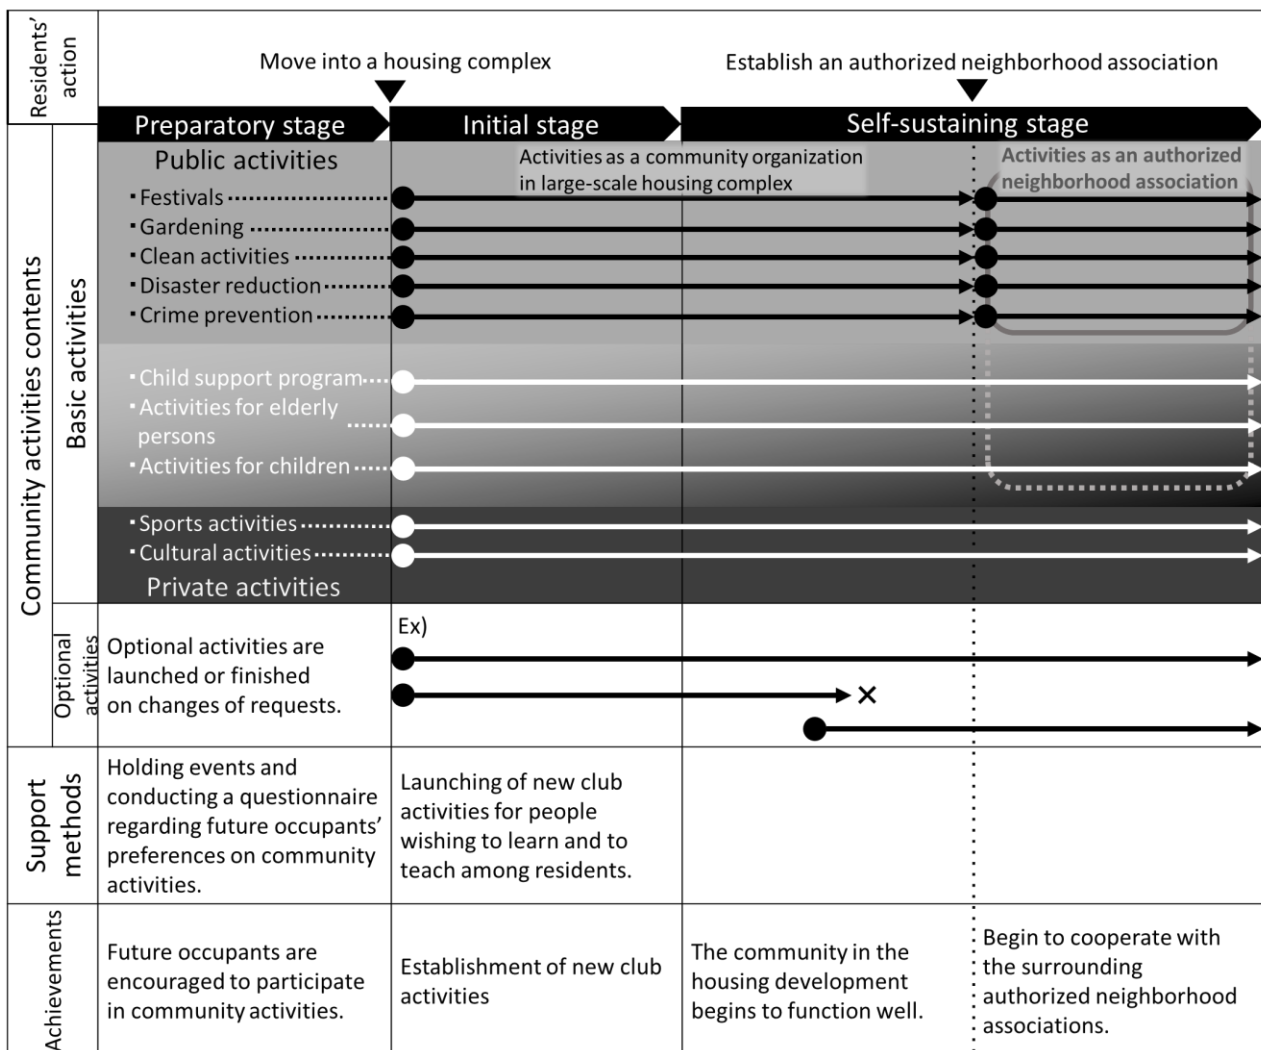 Residents'
action
Move into a housing complex
Establish an authorized neighborhood association
Preparatory stage
Initial stage
Self-sustaining stage
Community activities contents
Basic activities
Public activities
Activities as a community organization
in large-scale housing complex
Activities as an authorized
neighborhood association
・Festivals
・Gardening
・Clean activities
・Disaster reduction
・Crime prevention
・Child support program
・Activities for elderly
persons
・Activities for children
・Sports activities
・Cultural activities
Private activities
Optional
activities
Optional activities are
launched or finished
on changes of requests.
Ex)
×
Support
methods
Holding events and
conducting a questionnaire
regarding future occupants'
preferences on community
activities.
Launching of new club
activities for people
wishing to learn and to
teach among residents.
Achievements
Future occupants are
encouraged to participate
in community activities.
Establishment of new club
activities
The community in the
housing development
begins to function well.
Begin to cooperate with
the surrounding
authorized neighborhood
associations.